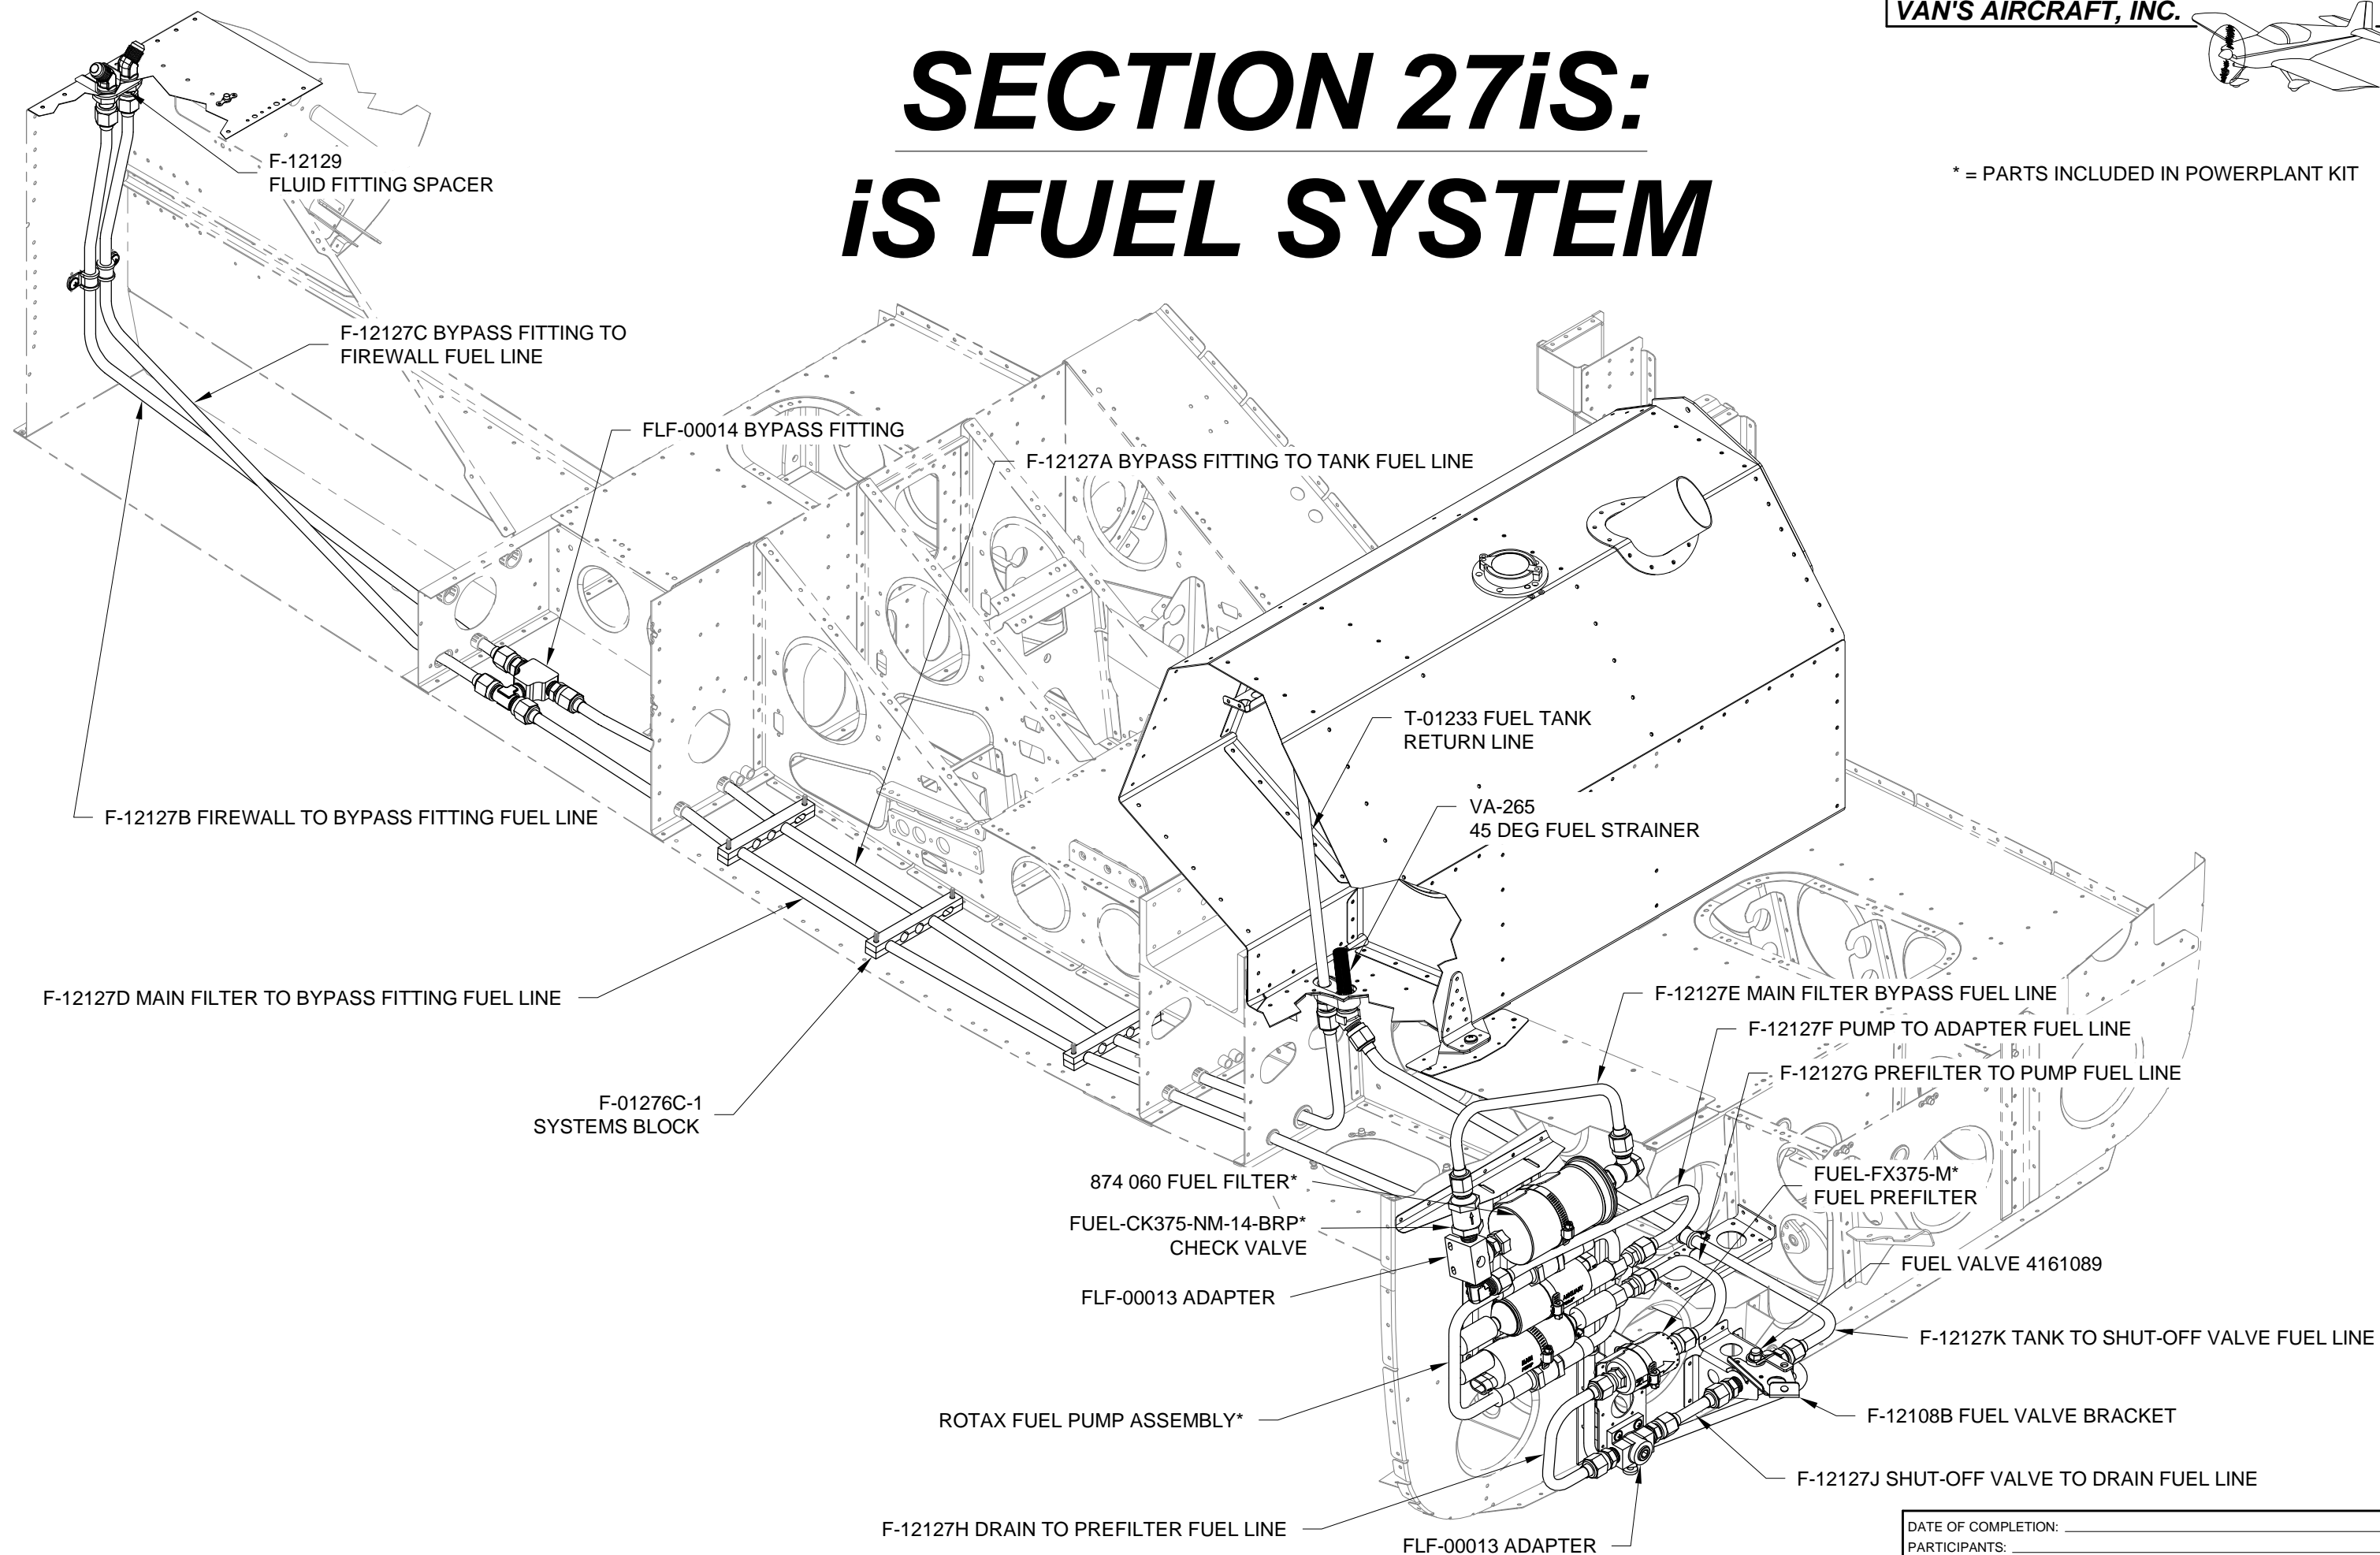 VAN'S AIRCRAFT, INC.
SECTION 27iS:
iS FUEL SYSTEM
* = PARTS INCLUDED IN POWERPLANT KIT
F-12129
FLUID FITTING SPACER
F-12127C BYPASS FITTING TO
FIREWALL FUEL LINE
FLF-00014 BYPASS FITTING
F-12127A BYPASS FITTING TO TANK FUEL LINE
T-01233 FUEL TANK
RETURN LINE
VA-265
45 DEG FUEL STRAINER
F-12127B FIREWALL TO BYPASS FITTING FUEL LINE
F-12127D MAIN FILTER TO BYPASS FITTING FUEL LINE
F-12127E MAIN FILTER BYPASS FUEL LINE
F-12127F PUMP TO ADAPTER FUEL LINE
F-12127G PREFILTER TO PUMP FUEL LINE
F-01276C-1
SYSTEMS BLOCK
874 060 FUEL FILTER*
FUEL-FX375-M*
FUEL PREFILTER
FUEL-CK375-NM-14-BRP*
CHECK VALVE
FUEL VALVE 4161089
FLF-00013 ADAPTER
F-12127K TANK TO SHUT-OFF VALVE FUEL LINE
ROTAX FUEL PUMP ASSEMBLY*
F-12108B FUEL VALVE BRACKET
F-12127J SHUT-OFF VALVE TO DRAIN FUEL LINE
F-12127H DRAIN TO PREFILTER FUEL LINE
FLF-00013 ADAPTER
DATE OF COMPLETION:
PARTICIPANTS: